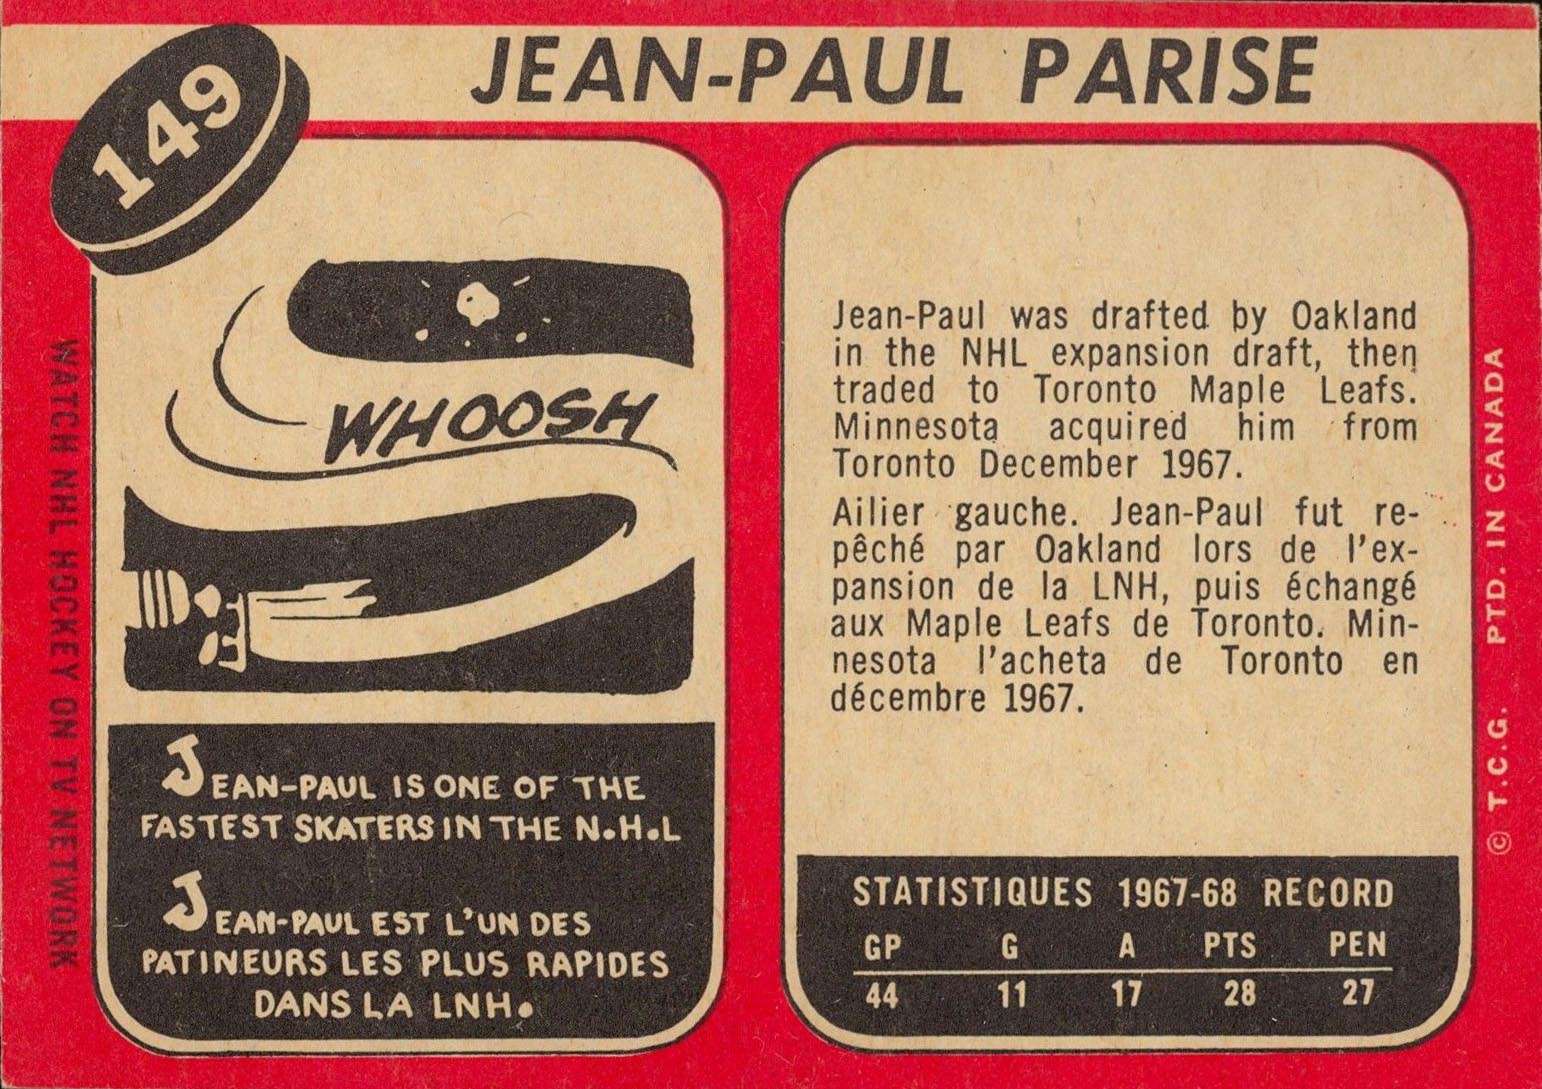 149
JEAN-PAUL PARISE
WHOOSH
JEAN-PAUL IS ONE OF THE
FASTEST SKATERS IN THE N.H.L
JEAN-PAUL EST L'UN DES
PATINEURS LES PLUS RAPIDES
DANS LA LNH.
WATCH NHL HOCKEY ON TV NETWORK
Jean-Paul was drafted by Oakland
in the NHL expansion draft, then
traded to Toronto Maple Leafs.
Minnesota acquired him from
Toronto December 1967.
Ailier gauche. Jean-Paul fut re-
pêché par Oakland lors de l'ex-
pansion de la LNH, puis échangé
aux Maple Leafs de Toronto. Min-
nesota l'acheta de Toronto en
décembre 1967.
STATISTIQUES 1967-68 RECORD
GP G A PTS PEN
44 11 17 28 27
© T.C.G. PTD. IN CANADA